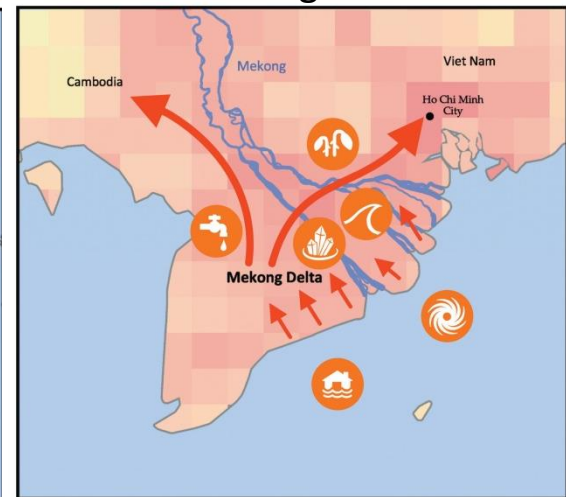 Mekong
Viet Nam
Cambodia
Ho Chi Minh
City
Mekong Delta